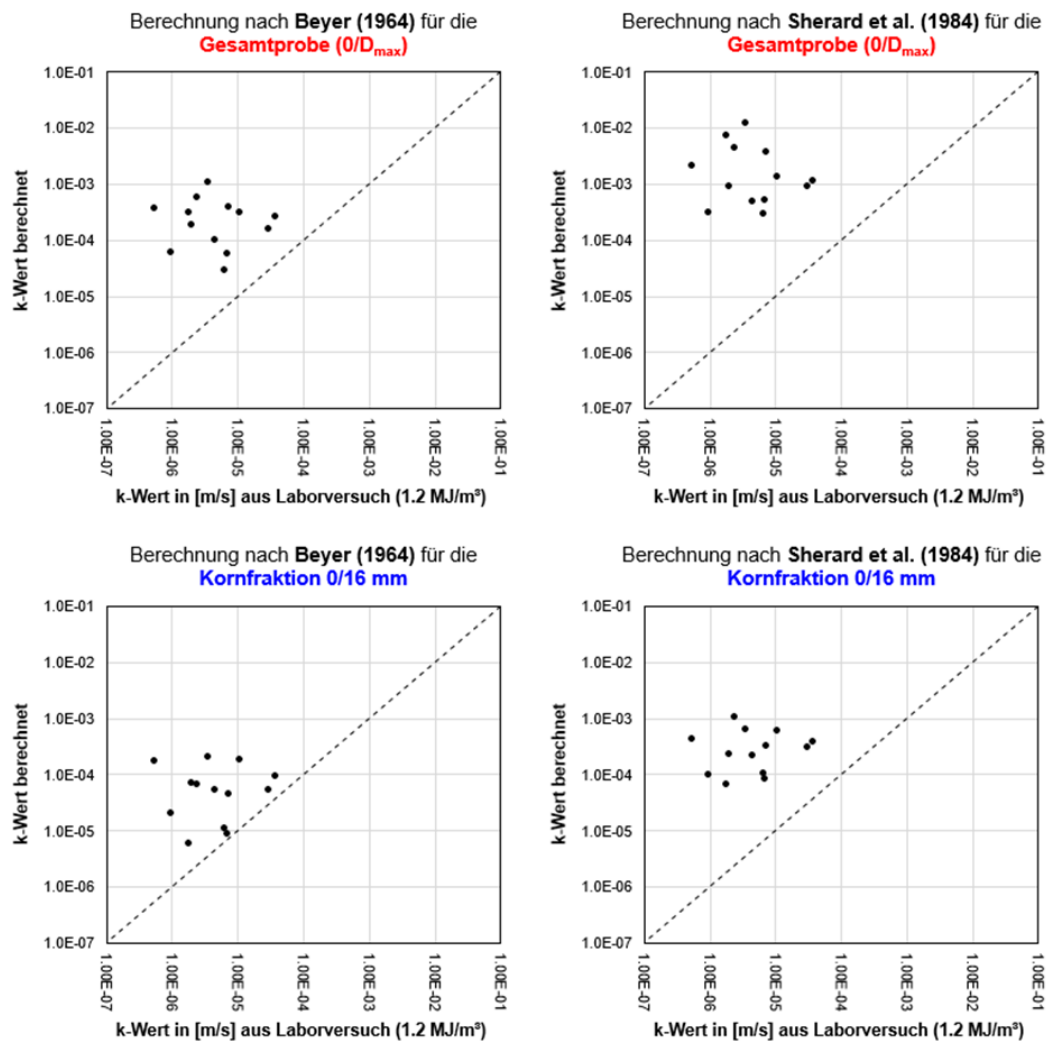 Berechnung nach Beyer (1964) für die
Gesamtprobe (0/Dmax)
k-Wert berechnet
1.0E-01
1.0E-02
1.0E-03
1.0E-04
1.0E-05
1.0E-06
1.0E-07
1.00E-07
1.00E-06
1.00E-05
1.00E-04
1.00E-03
1.00E-02
1.00E-01
k-Wert in [m/s] aus Laborversuch (1.2 MJ/m³)
Berechnung nach Sherard et al. (1984) für die
Gesamtprobe (0/Dmax)
k-Wert berechnet
1.0E-01
1.0E-02
1.0E-03
1.0E-04
1.0E-05
1.0E-06
1.0E-07
1.00E-07
1.00E-06
1.00E-05
1.00E-04
1.00E-03
1.00E-02
1.00E-01
k-Wert in [m/s] aus Laborversuch (1.2 MJ/m³)
Berechnung nach Beyer (1964) für die
Kornfraktion 0/16 mm
k-Wert berechnet
1.0E-01
1.0E-02
1.0E-03
1.0E-04
1.0E-05
1.0E-06
1.0E-07
1.00E-07
1.00E-06
1.00E-05
1.00E-04
1.00E-03
1.00E-02
1.00E-01
k-Wert in [m/s] aus Laborversuch (1.2 MJ/m³)
Berechnung nach Sherard et al. (1984) für die
Kornfraktion 0/16 mm
k-Wert berechnet
1.0E-01
1.0E-02
1.0E-03
1.0E-04
1.0E-05
1.0E-06
1.0E-07
1.00E-07
1.00E-06
1.00E-05
1.00E-04
1.00E-03
1.00E-02
1.00E-01
k-Wert in [m/s] aus Laborversuch (1.2 MJ/m³)